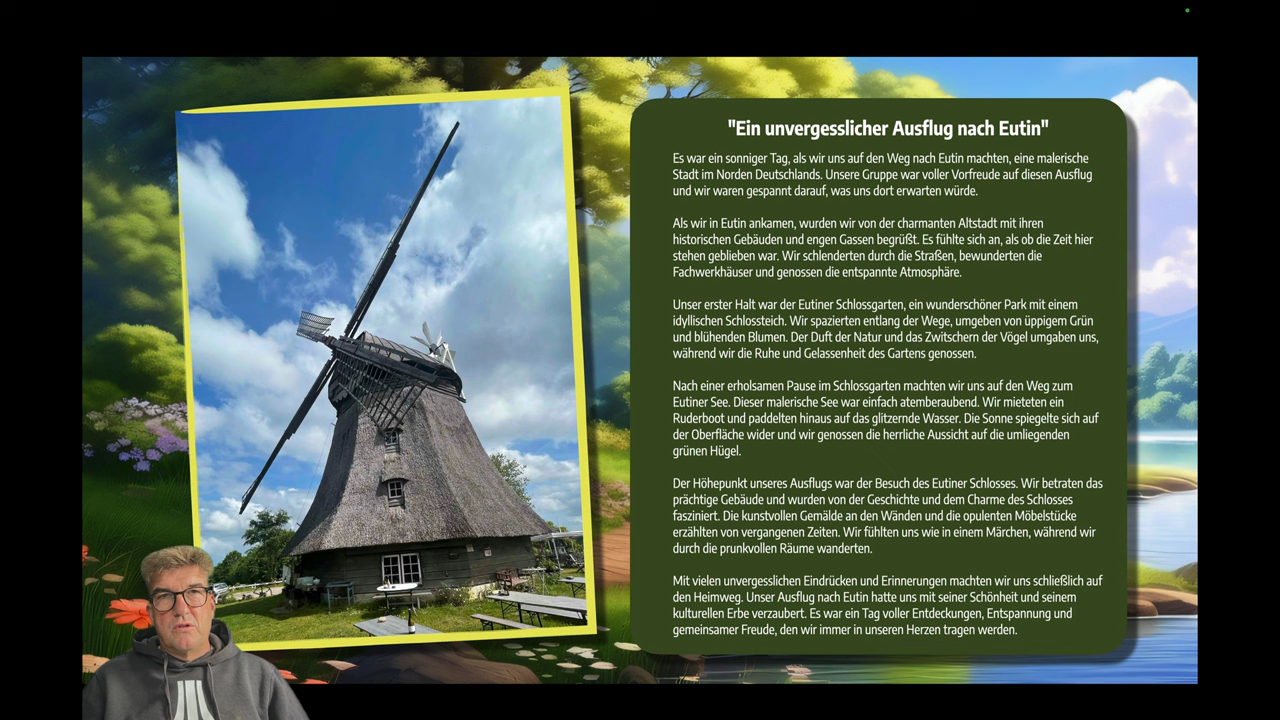 "Ein unvergesslicher Ausflug nach Eutin"
Es war ein sonniger Tag, als wir uns auf den Weg nach Eutin machten, eine malerische
Stadt im Norden Deutschlands. Unsere Gruppe war voller Vorfreude auf diesen Ausflug
und wir waren gespannt darauf, was uns dort erwarten würde.
Als wir in Eutin ankamen, wurden wir von der charmanten Altstadt mit ihren
historischen Gebäuden und engen Gassen begrüßt. Es fühlte sich an, als ob die Zeit hier
stehen geblieben war. Wir schlenderten durch die Straßen, bewunderten die
Fachwerkhäuser und genossen die entspannte Atmosphäre.
Unser erster Halt war der Eutiner Schlossgarten, ein wunderschöner Park mit einem
idyllischen Schlossteich. Wir spazierten entlang der Wege, umgeben von üppigem Grün
und blühenden Blumen. Der Duft der Natur und das Zwitschern der Vögel umgaben uns,
während wir die Ruhe und Gelassenheit des Gartens genossen.
Nach einer erholsamen Pause im Schlossgarten machten wir uns auf den Weg zum
Eutiner See. Dieser malerische See war einfach atemberaubend. Wir mieteten ein
Ruderboot und paddelten hinaus auf das glitzernde Wasser. Die Sonne spiegelte sich auf
der Oberfläche wider und wir genossen die herrliche Aussicht auf die umliegenden
grünen Hügel.
Der Höhepunkt unseres Ausflugs war der Besuch des Eutiner Schlosses. Wir betraten das
prächtige Gebäude und wurden von der Geschichte und dem Charme des Schlosses
fasziniert. Die kunstvollen Gemälde an den Wänden und die opulenten Möbelstücke
erzählten von vergangenen Zeiten. Wir fühlten uns wie in einem Märchen, während wir
durch die prunkvollen Räume wanderten.
Mit vielen unvergesslichen Eindrücken und Erinnerungen machten wir uns schließlich auf
den Heimweg. Unser Ausflug nach Eutin hatte uns mit seiner Schönheit und seinem
kulturellen Erbe verzaubert. Es war ein Tag voller Entdeckungen, Entspannung und
gemeinsamer Freude, den wir immer in unseren Herzen tragen werden.